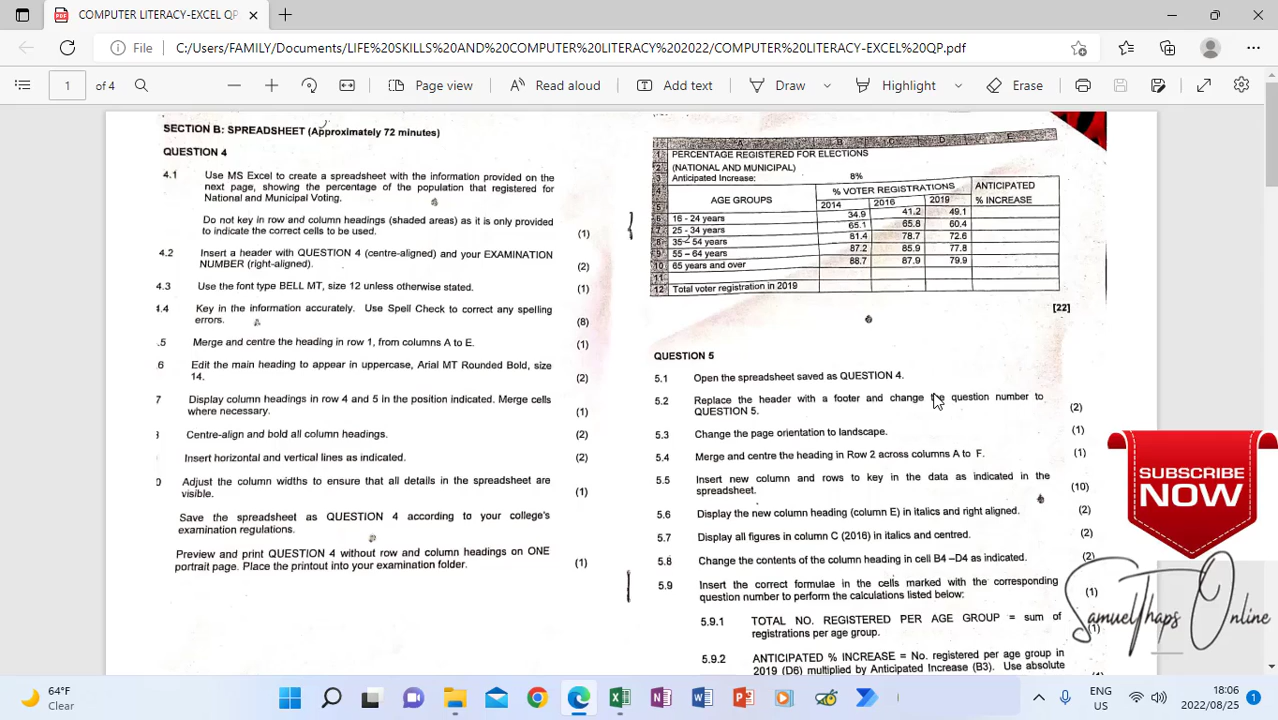 COMPUTER LITERACY-EXCEL QP
File
C:/Users/FAMILY/Documents/LIFE%20SKILLS%20AND%20COMPUTER%20LITERACY%202022/COMPUTER%20LITERACY-EXCEL%20QP.pdf
1 of 4
Page view
Read aloud
Add text
Draw
Highlight
Erase
SECTION B: SPREADSHEET (Approximately 72 minutes)
QUESTION 4
4.1 Use MS Excel to create a spreadsheet with the information provided on the
next page, showing the percentage of the population that registered for
National and Municipal Voting.
Do not key in row and column headings (shaded areas) as it is only provided
to indicate the correct cells to be used. (1)
4.2 Insert a header with QUESTION 4 (centre-aligned) and your EXAMINATION
NUMBER (right-aligned). (2)
4.3 Use the font type BELL MT, size 12 unless otherwise stated. (1)
4.4 Key in the information accurately. Use Spell Check to correct any spelling
errors. (8)
.5 Merge and centre the heading in row 1, from columns A to E. (1)
6 Edit the main heading to appear in uppercase, Arial MT Rounded Bold, size
14. (2)
7 Display column headings in row 4 and 5 in the position indicated. Merge cells
where necessary. (1)
Centre-align and bold all column headings. (2)
Insert horizontal and vertical lines as indicated. (2)
0 Adjust the column widths to ensure that all details in the spreadsheet are
visible. (1)
Save the spreadsheet as QUESTION 4 according to your college's
examination regulations.
Preview and print QUESTION 4 without row and column headings on ONE
portrait page. Place the printout into your examination folder. (1)
A B C D E
PERCENTAGE REGISTERED FOR ELECTIONS
(NATIONAL AND MUNICIPAL)
Anticipated Increase: 8%
AGE GROUPS % VOTER REGISTRATIONS ANTICIPATED
2014 2016 2019 % INCREASE
6 16 - 24 years 34.9 41.2 49.1
7 25 - 34 years 65.1 65.8 60.4
8 35 - 54 years 81.4 78.7 72.6
9 55 – 64 years 87.2 85.9 77.8
10 65 years and over 88.7 87.9 79.9
12 Total voter registration in 2019
[22]
QUESTION 5
5.1 Open the spreadsheet saved as QUESTION 4.
5.2 Replace the header with a footer and change the question number to
QUESTION 5. (2)
5.3 Change the page orientation to landscape. (1)
5.4 Merge and centre the heading in Row 2 across columns A to F. (1)
5.5 Insert new column and rows to key in the data as indicated in the
spreadsheet. (10)
5.6 Display the new column heading (column E) in italics and right aligned. (2)
5.7 Display all figures in column C (2016) in italics and centred. (2)
5.8 Change the contents of the column heading in cell B4 –D4 as indicated. (2)
5.9 Insert the correct formulae in the cells marked with the corresponding
question number to perform the calculations listed below: (1)
5.9.1 TOTAL NO. REGISTERED PER AGE GROUP = sum of
registrations per age group. (1)
5.9.2 ANTICIPATED % INCREASE = No. registered per age group in
2019 (D6) multiplied by Anticipated Increase (B3). Use absolute
SUBSCRIBE
NOW
SamuelThaps Online
64°F
Clear
ENG
US
18:06
2022/08/25
1